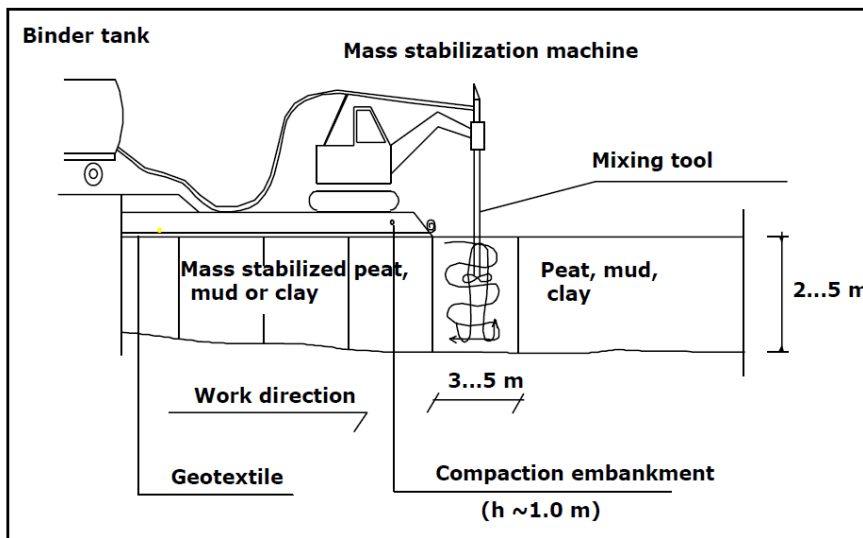 Binder tank
Mass stabilization machine
Mixing tool
Mass stabilized peat,
mud or clay
Peat, mud,
clay
2...5 m
3...5 m
Work direction
Geotextile
Compaction embankment
(h ~1.0 m)